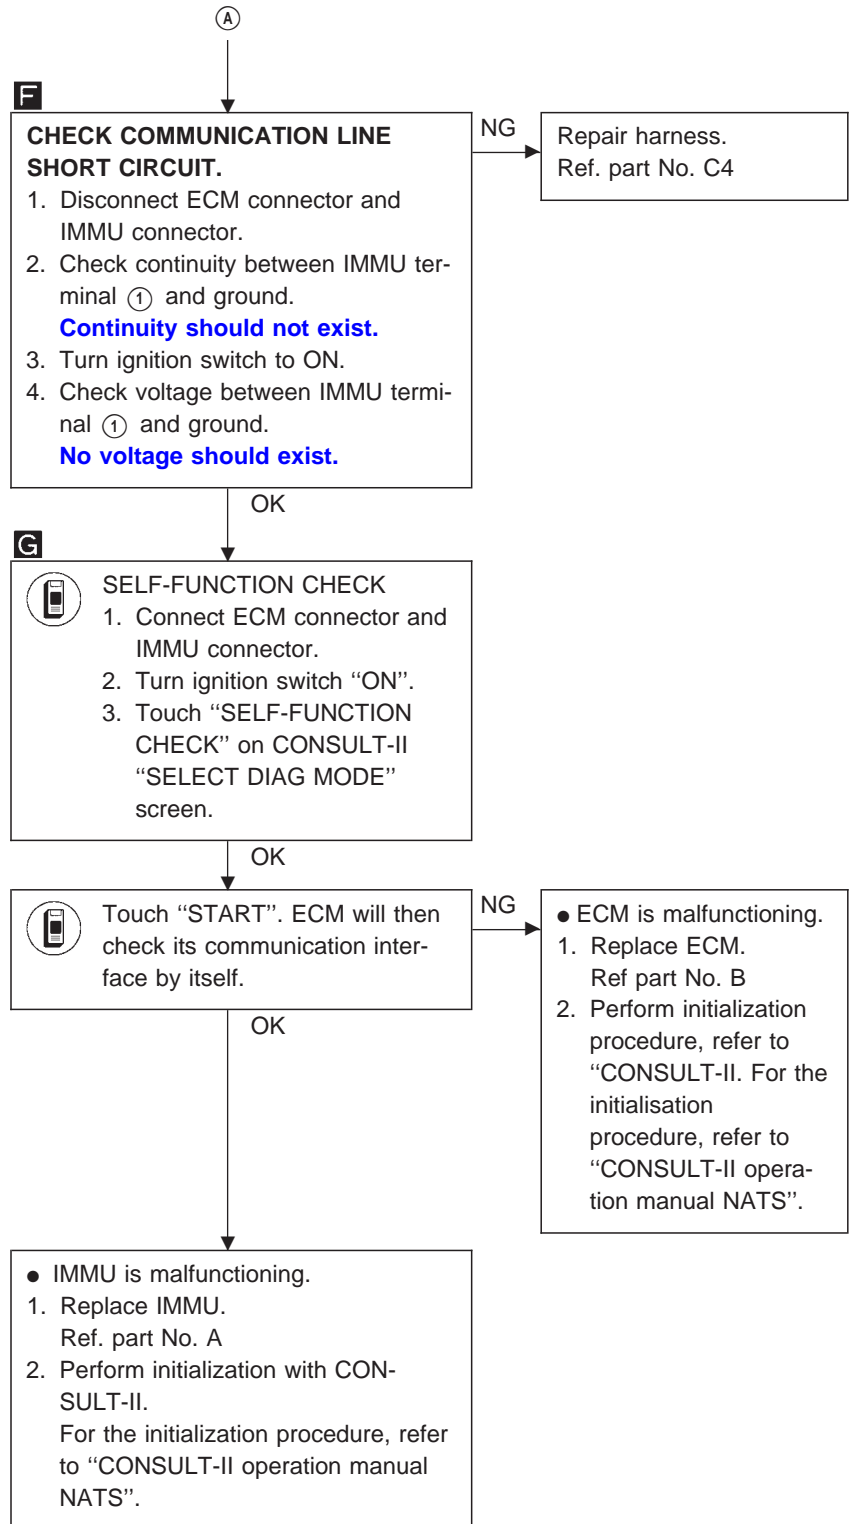 A
F
CHECK COMMUNICATION LINE
SHORT CIRCUIT.
1. Disconnect ECM connector and
IMMU connector.
2. Check continuity between IMMU ter-
minal ① and ground.
Continuity should not exist.
3. Turn ignition switch to ON.
4. Check voltage between IMMU termi-
nal ① and ground.
No voltage should exist.
NG
Repair harness.
Ref. part No. C4
OK
G
SELF-FUNCTION CHECK
1. Connect ECM connector and
IMMU connector.
2. Turn ignition switch ‘‘ON’’.
3. Touch ‘‘SELF-FUNCTION
CHECK’’ on CONSULT-II
‘‘SELECT DIAG MODE’’
screen.
OK
Touch ‘‘START’’. ECM will then
check its communication inter-
face by itself.
NG
● ECM is malfunctioning.
1. Replace ECM.
Ref part No. B
2. Perform initialization
procedure, refer to
‘‘CONSULT-II. For the
initialisation
procedure, refer to
‘‘CONSULT-II opera-
tion manual NATS’’.
OK
● IMMU is malfunctioning.
1. Replace IMMU.
Ref. part No. A
2. Perform initialization with CON-
SULT-II.
For the initialization procedure, refer
to ‘‘CONSULT-II operation manual
NATS’’.